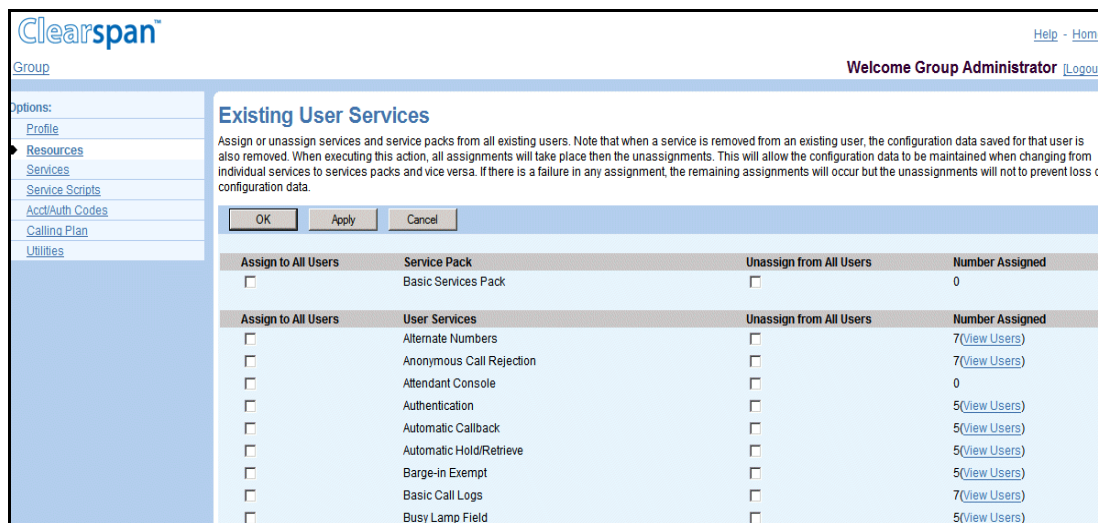 Clearspan™
Help - Hom
Group
Welcome Group Administrator [Logou
Options:
Profile
Resources
Services
Service Scripts
Acct/Auth Codes
Calling Plan
Utilities
Existing User Services
Assign or unassign services and service packs from all existing users. Note that when a service is removed from an existing user, the configuration data saved for that user is
also removed. When executing this action, all assignments will take place then the unassignments. This will allow the configuration data to be maintained when changing from
individual services to services packs and vice versa. If there is a failure in any assignment, the remaining assignments will occur but the unassignments will not to prevent loss o
configuration data.
OK Apply Cancel
Assign to All Users Service Pack Unassign from All Users Number Assigned
Basic Services Pack 0
Assign to All Users User Services Unassign from All Users Number Assigned
Alternate Numbers 7(View Users)
Anonymous Call Rejection 7(View Users)
Attendant Console 0
Authentication 5(View Users)
Automatic Callback 5(View Users)
Automatic Hold/Retrieve 5(View Users)
Barge-in Exempt 5(View Users)
Basic Call Logs 7(View Users)
Busy Lamp Field 5(View Users)